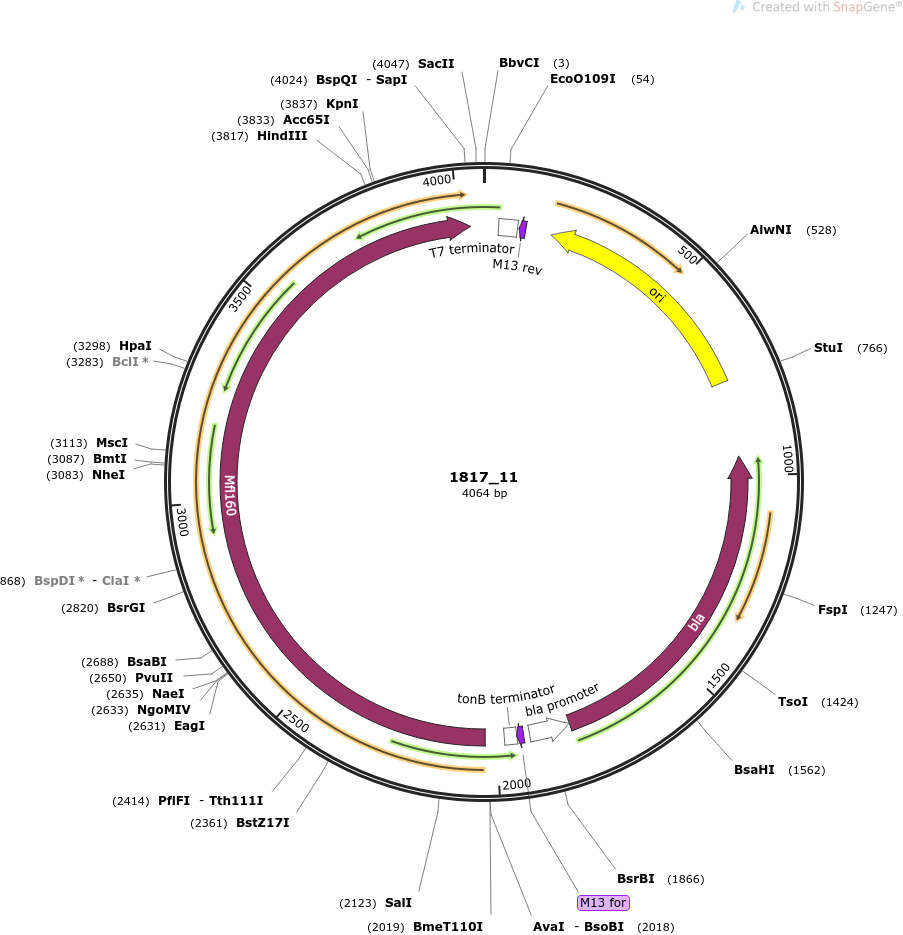 Created with SnapGene®
(4047) SacII
BbvCI (3)
(4024) BspQI - SapI
EcoO109I (54)
(3837) KpnI
(3833) Acc65I
(3817) HindIII
4000
T7 terminator
M13 rev
500
AlwNI (528)
ori
3500
(3298) HpaI
(3283) BclI *
StuI (766)
(3113) MscI
(3087) BmtI
(3083) NheI
1000
Mfl160
1817_11
4064 bp
3000
868) BspDI * - ClaI *
(2820) BsrGI
FspI (1247)
bla
(2688) BsaBI
(2650) PvuII
(2635) NaeI
(2633) NgoMIV
(2631) EagI
1500
TsoI (1424)
tonB terminator
bla promoter
2500
BsaHI (1562)
2000
(2414) PflFI - Tth111I
(2361) BstZ17I
BsrBI (1866)
(2123) SalI
M13 for
(2019) BmeT110I
AvaI - BsoBI (2018)